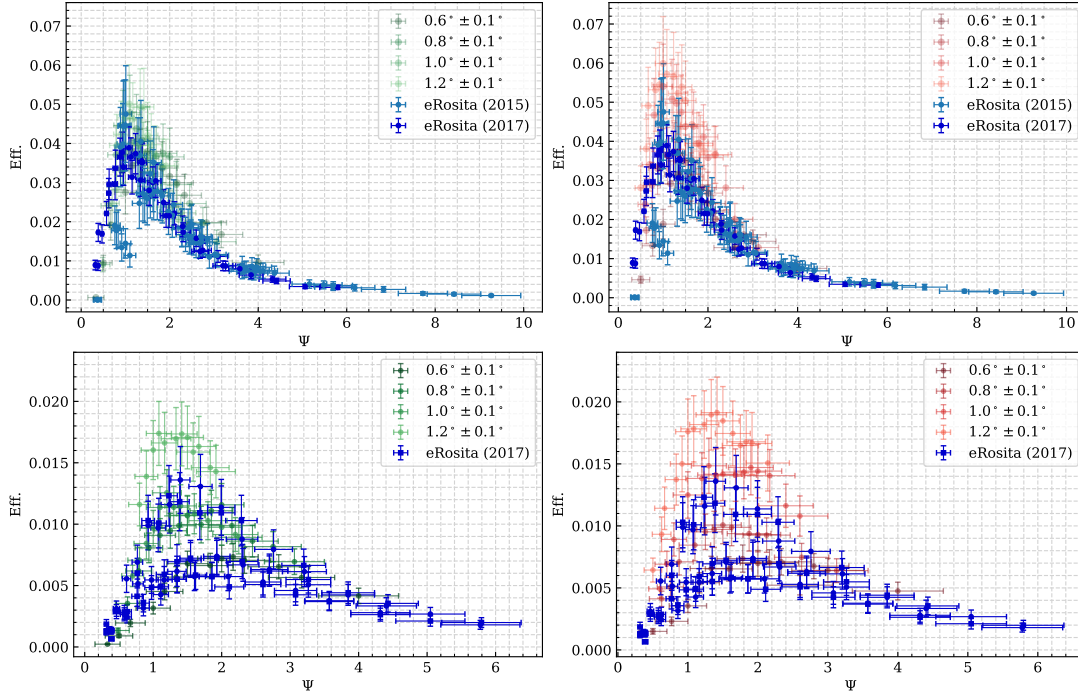 0.07
0.06
0.05
0.04
0.03
0.02
0.01
0.00
Eff.
0 2 4 6 8 10
Ψ
0.6° ± 0.1°
0.8° ± 0.1°
1.0° ± 0.1°
1.2° ± 0.1°
eRosita (2015)
eRosita (2017)
0.07
0.06
0.05
0.04
0.03
0.02
0.01
0.00
Eff.
0 2 4 6 8 10
Ψ
0.6° ± 0.1°
0.8° ± 0.1°
1.0° ± 0.1°
1.2° ± 0.1°
eRosita (2015)
eRosita (2017)
0.020
0.015
0.010
0.005
0.000
Eff.
0 1 2 3 4 5 6
Ψ
0.6° ± 0.1°
0.8° ± 0.1°
1.0° ± 0.1°
1.2° ± 0.1°
eRosita (2017)
0.020
0.015
0.010
0.005
0.000
Eff.
0 1 2 3 4 5 6
Ψ
0.6° ± 0.1°
0.8° ± 0.1°
1.0° ± 0.1°
1.2° ± 0.1°
eRosita (2017)